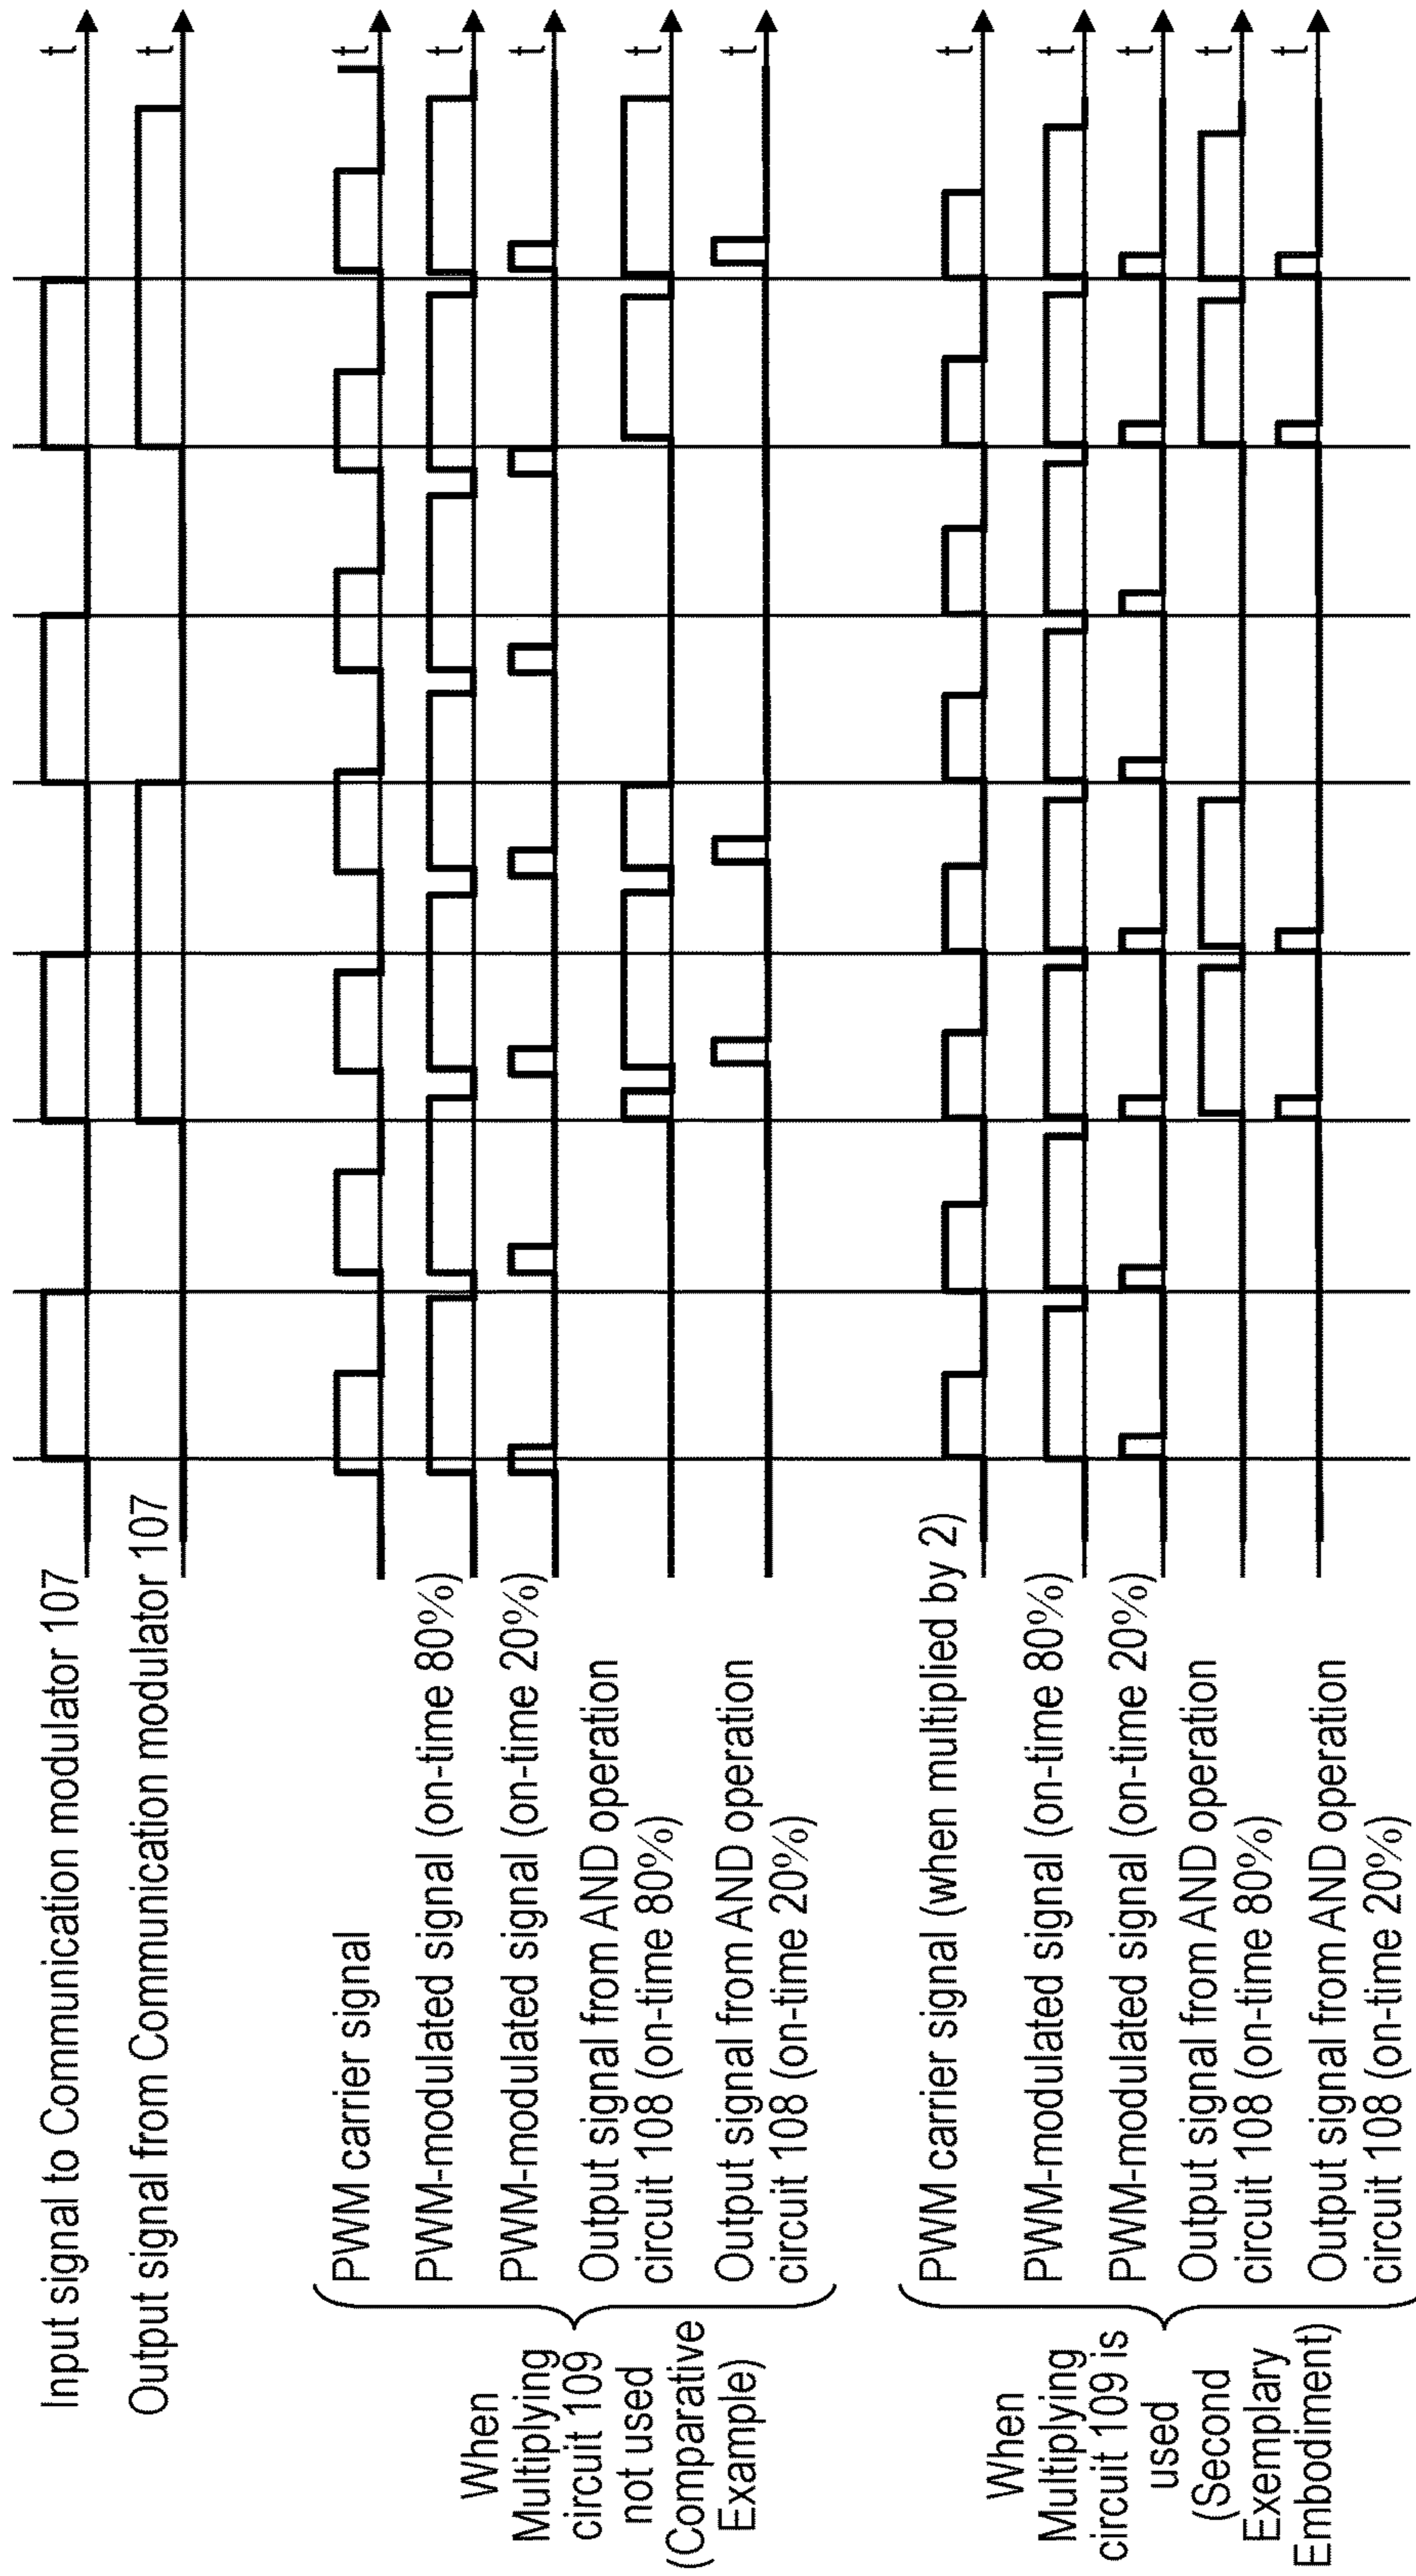 Input signal to Communication modulator 107
t
Output signal from Communication modulator 107
t
When
Multiplying
circuit 109
not used
(Comparative
Example)
PWM carrier signal
t
PWM-modulated signal (on-time 80%)
t
PWM-modulated signal (on-time 20%)
t
Output signal from AND operation
circuit 108 (on-time 80%)
t
Output signal from AND operation
circuit 108 (on-time 20%)
t
When
Multiplying
circuit 109 is
used
(Second
Exemplary
Embodiment)
PWM carrier signal (when multiplied by 2)
t
PWM-modulated signal (on-time 80%)
t
PWM-modulated signal (on-time 20%)
t
Output signal from AND operation
circuit 108 (on-time 80%)
t
Output signal from AND operation
circuit 108 (on-time 20%)
t